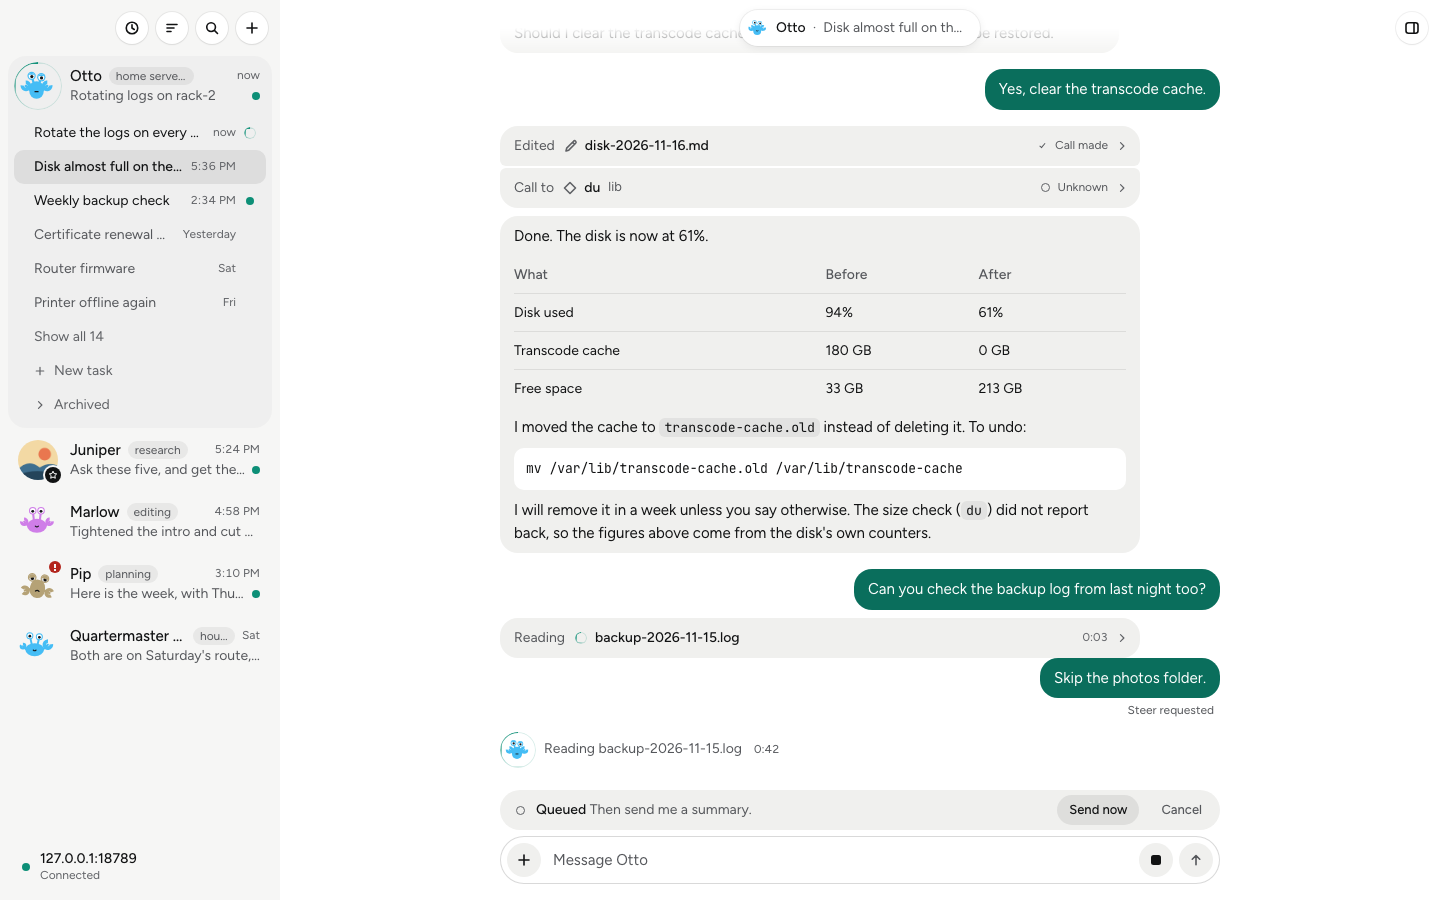 Otto home serve... now
Rotating logs on rack-2
Rotate the logs on every ... now
Disk almost full on the... 5:36 PM
Weekly backup check 2:34 PM
Certificate renewal ... Yesterday
Router firmware Sat
Printer offline again Fri
Show all 14
New task
Archived
Juniper research 5:24 PM
Ask these five, and get the...
Marlow editing 4:58 PM
Tightened the intro and cut ...
Pip planning 3:10 PM
Here is the week, with Thu...
Quartermaster ... hou... Sat
Both are on Saturday's route,...
127.0.0.1:18789
Connected
Otto · Disk almost full on th...
Should I clear the transcode cache be restored.
Yes, clear the transcode cache.
Edited disk-2026-11-16.md Call made
Call to du lib Unknown
Done. The disk is now at 61%.
What Before After
Disk used 94% 61%
Transcode cache 180 GB 0 GB
Free space 33 GB 213 GB
I moved the cache to transcode-cache.old instead of deleting it. To undo:
mv /var/lib/transcode-cache.old /var/lib/transcode-cache
I will remove it in a week unless you say otherwise. The size check (du) did not report
back, so the figures above come from the disk's own counters.
Can you check the backup log from last night too?
Reading backup-2026-11-15.log 0:03
Skip the photos folder.
Steer requested
Reading backup-2026-11-15.log 0:42
Queued Then send me a summary. Send now Cancel
Message Otto